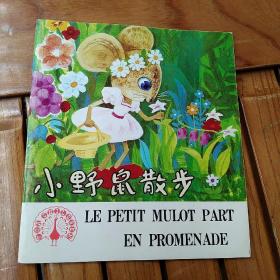 小野鼠散步
LE PETIT MULOT PART
EN PROMENADE